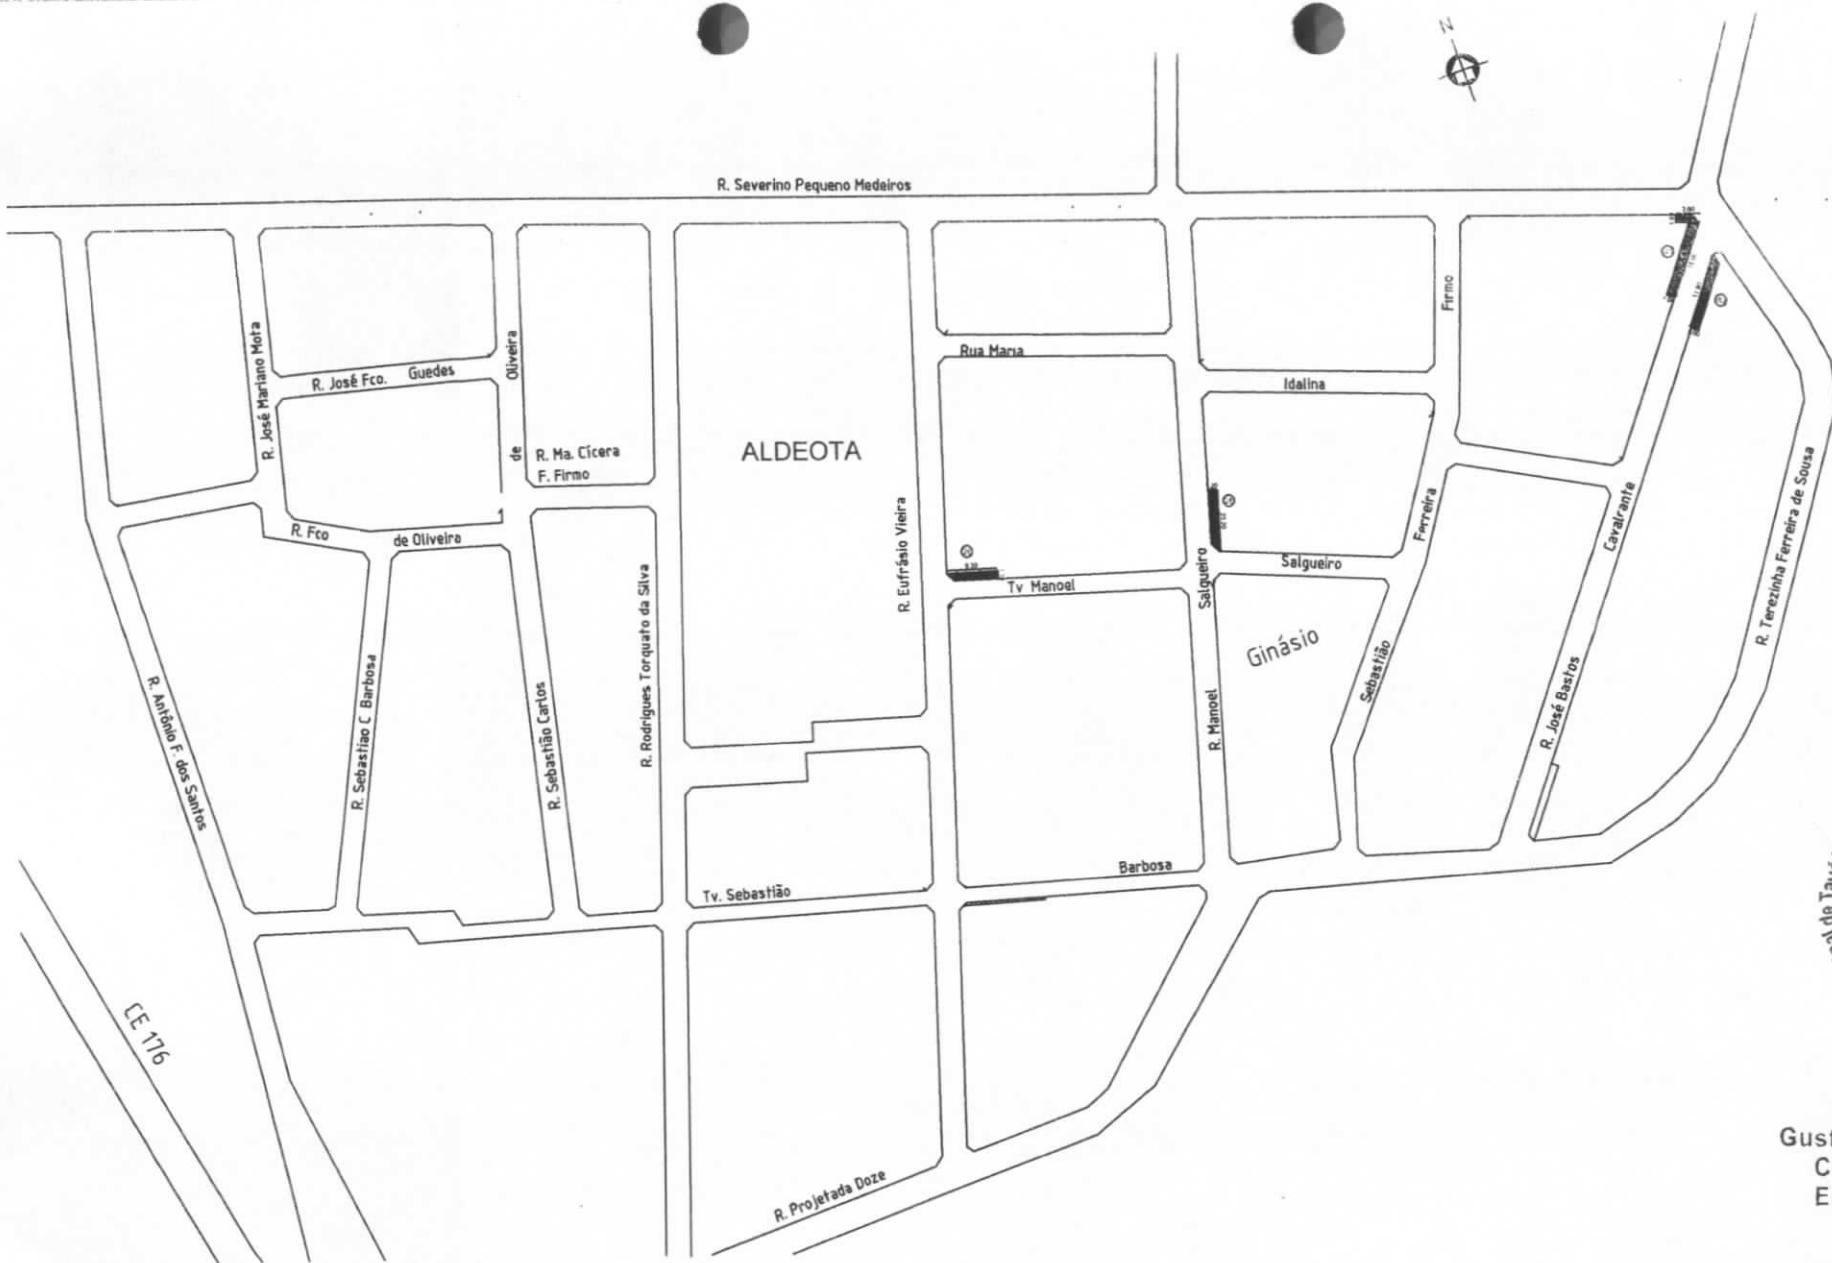 N
R. Severino Pequeno Medeiros
R. José Mariano Mota
R. José Fco. Guedes
Oliveira
de
R. Ma. Cícera
F. Firmo
ALDEOTA
Rua Maria
Idalina
Firmo
R. Fco
de Oliveira
R. Eufrásio Vieira
Tv Manoel
Salgueiro
Salgueiro
Ferreira
Cavalrante
R. Terezinha Ferreira de Sousa
Ginásio
R. Antônio F. dos Santos
R. Sebastiao C Barbosa
R. Sebastião Carlos
R. Rodrigues Torquato da Silva
R. Manoel
Sebastião
R. José Bastos
Tv. Sebastião
Barbosa
CE 176
R. Projetada Doze
Gust
C
E